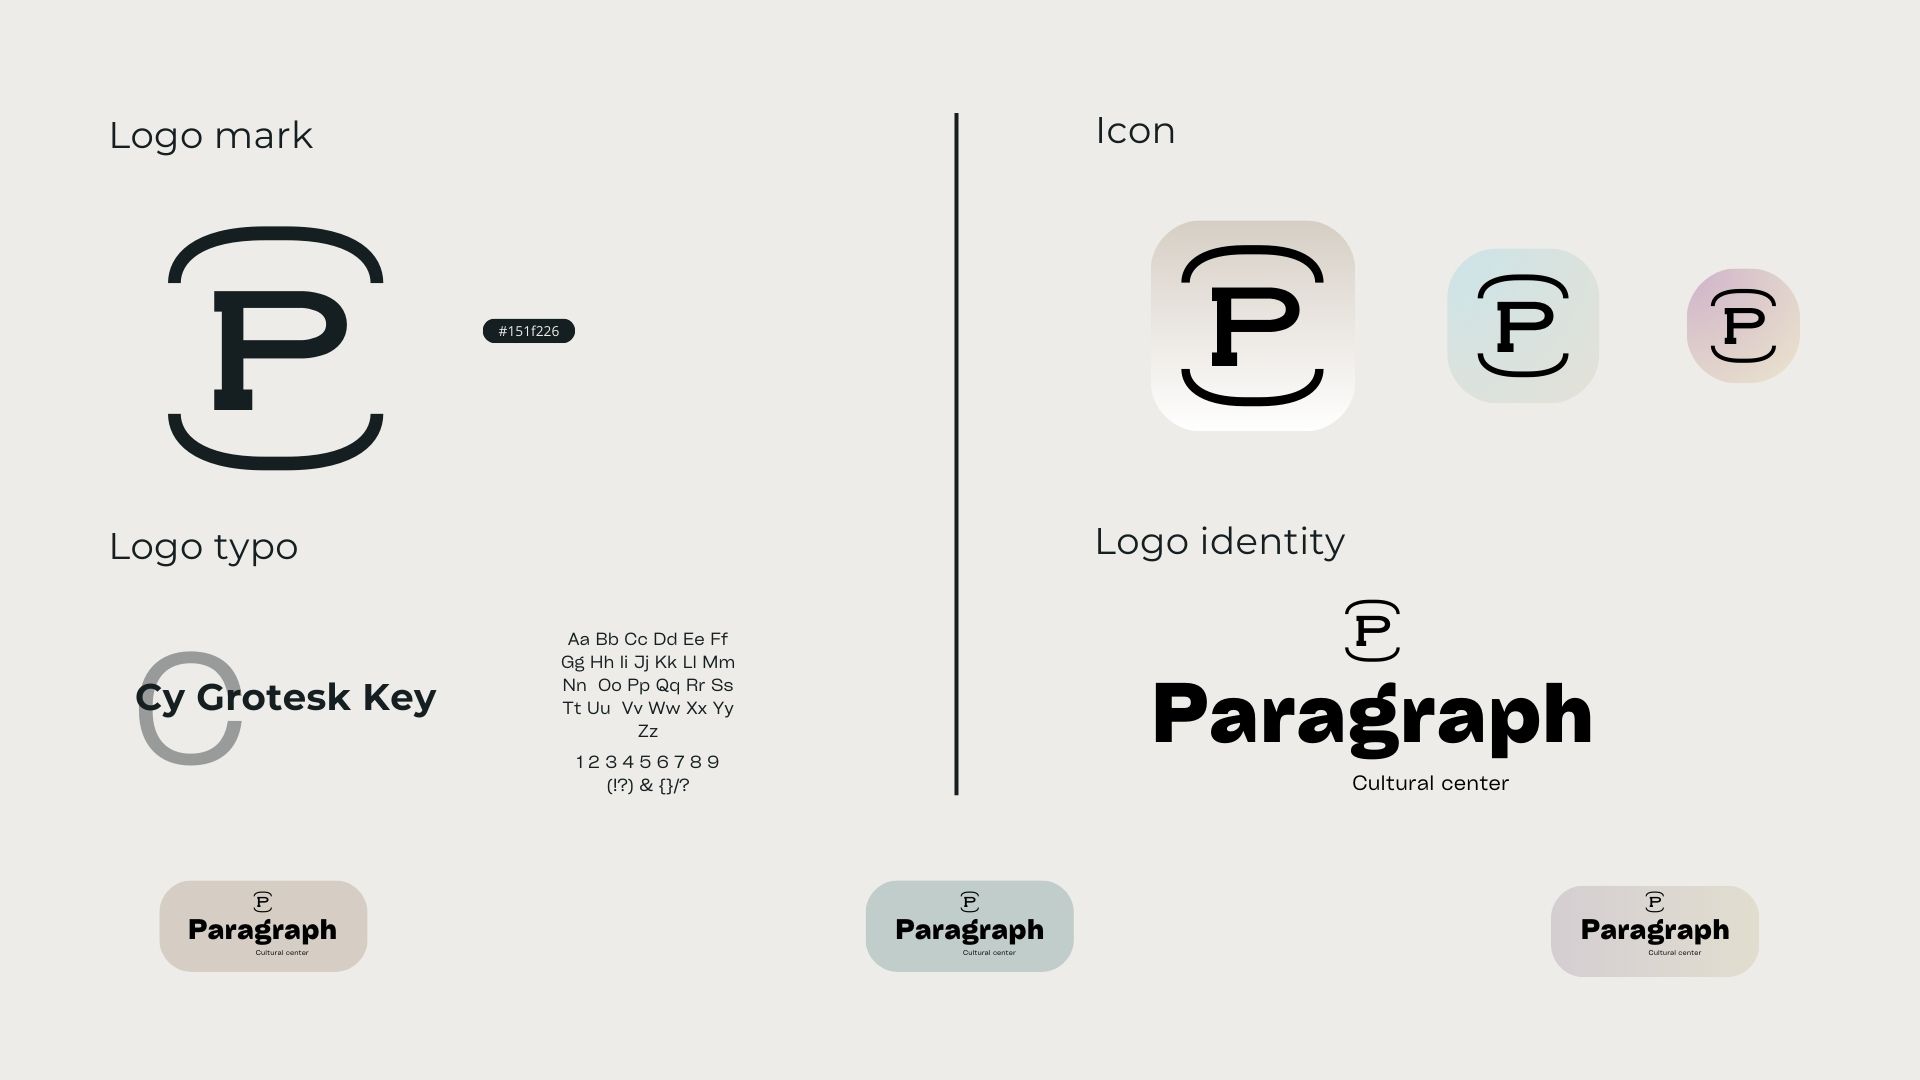 Logo mark
P
#151f226
Logo typo
C
Cy Grotesk Key
Aa Bb Cc Dd Ee Ff
Gg Hh Ii Jj Kk Ll Mm
Nn Oo Pp Qq Rr Ss
Tt Uu Vv Ww Xx Yy
Zz
1 2 3 4 5 6 7 8 9
(!?) & {}/?
Icon
P P P
Logo identity
P
Paragraph
Cultural center
P
Paragraph
Cultural center
P
Paragraph
Cultural center
P
Paragraph
Cultural center